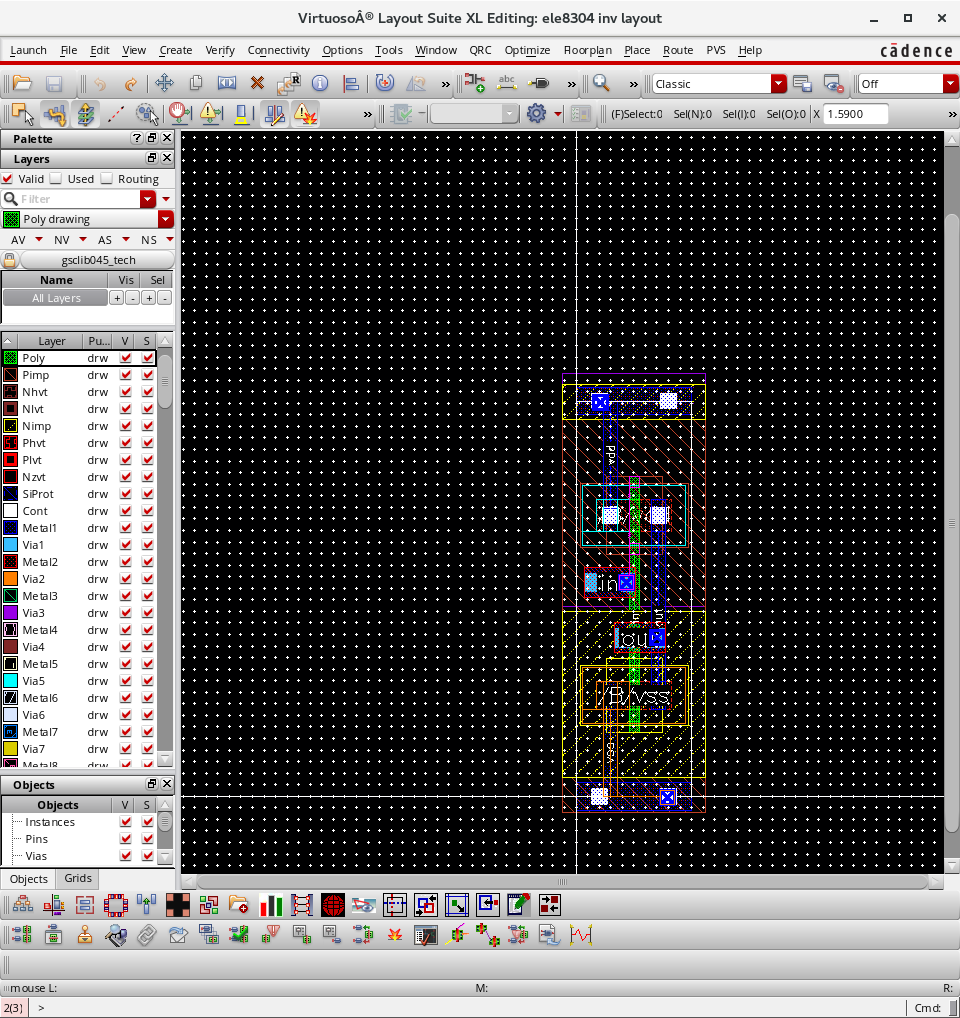 VirtuosoÂ® Layout Suite XL Editing: ele8304 inv layout
Launch File Edit View Create Verify Connectivity Options Tools Window QRC Optimize Floorplan Place Route PVS Help cādence
R » abc » » Classic Off
» (F)Select:0 Sel(N):0 Sel(I):0 Sel(O):0 X 1.5900 »
Palette ?
Layers
Valid Used Routing
Filter
Poly drawing
AV NV AS NS
gsclib045_tech
Name Vis Sel
All Layers + - + -
Layer Pu... V S
Poly drw
Pimp drw
Nhvt drw
Nlvt drw
Nimp drw
Phvt drw
Plvt drw
Nzvt drw
SiProt drw
Cont drw
Metal1 drw
Via1 drw
Metal2 drw
Via2 drw
Metal3 drw
Via3 drw
Metal4 drw
Via4 drw
Metal5 drw
Via5 drw
Metal6 drw
Via6 drw
Metal7 drw
Via7 drw
Metal8 drw
in
/B/vss
Objects
Objects V S
Instances
Pins
Vias
Objects Grids
mouse L: M: R:
2(3) > Cmd: